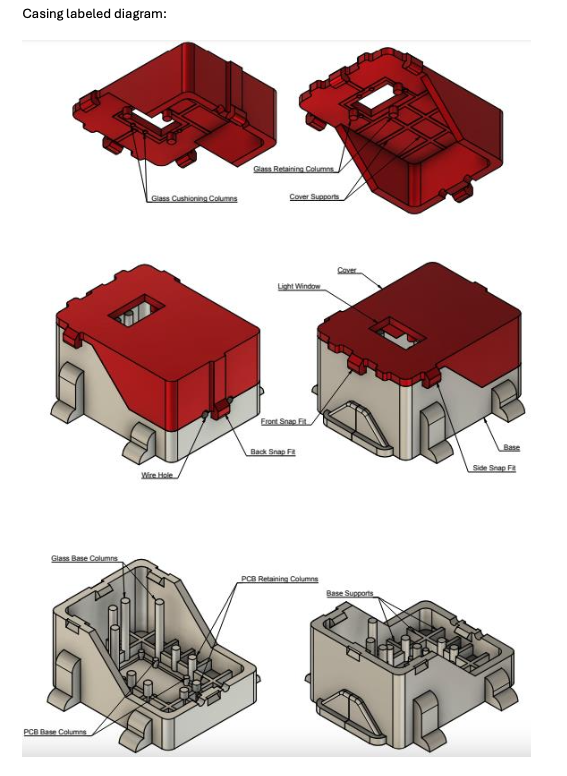 Casing labeled diagram:
Glass Retaining Columns
Glass Cushioning Columns
Cover Supports
Cover
Light Window
Front Snap Fit
Back Snap Fit
Base
Side Snap Fit
Wire Hole
Glass Base Columns
PCB Retaining Columns
Base Supports
PCB Base Columns